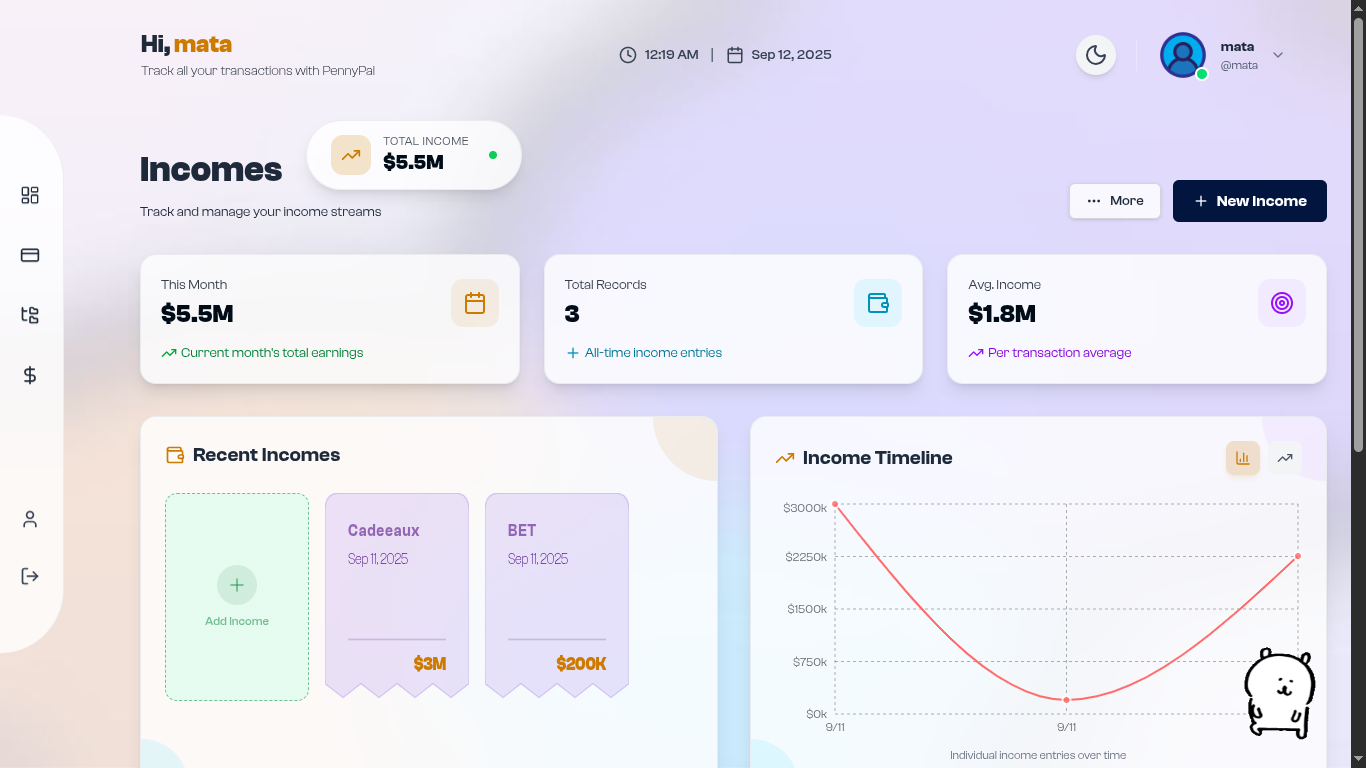 Hi, mata
Track all your transactions with PennyPal
12:19 AM | Sep 12, 2025
mata
@mata
Incomes
TOTAL INCOME
$5.5M
Track and manage your income streams
More
New Income
This Month
$5.5M
Current month's total earnings
Total Records
3
All-time income entries
Avg. Income
$1.8M
Per transaction average
Recent Incomes
Add Income
Cadeeaux
Sep 11, 2025
$3M
BET
Sep 11, 2025
$200K
Income Timeline
$3000k
$2250k
$1500k
$750k
$0k
9/11
9/11
Individual income entries over time